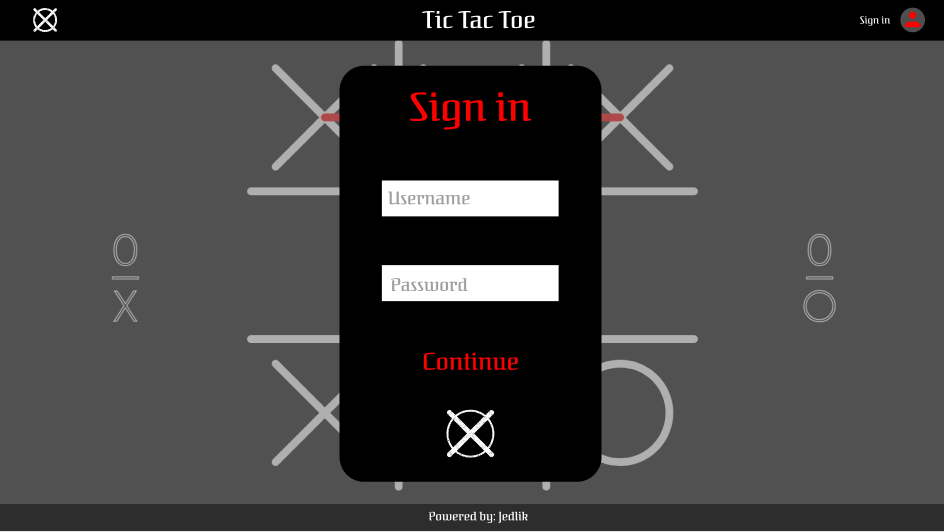 Tic Tac Toe
Sign in
Sign in
Username
Password
Continue
0
X
0
O
Powered by: Jedlik